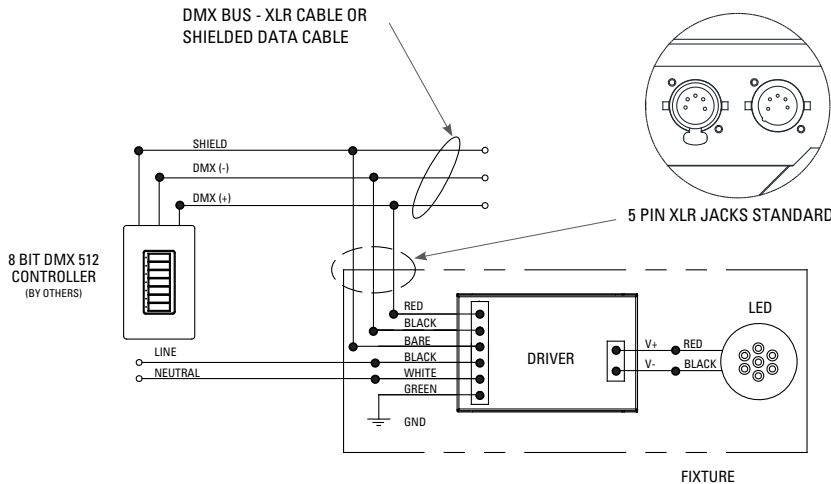 DMX BUS - XLR CABLE OR
SHIELDED DATA CABLE
SHIELD
DMX (-)
DMX (+)
5 PIN XLR JACKS STANDARD
8 BIT DMX 512
CONTROLLER
(BY OTHERS)
LINE
NEUTRAL
RED
BLACK
BARE
BLACK
WHITE
GREEN
GND
DRIVER
V+
RED
V-
BLACK
LED
FIXTURE